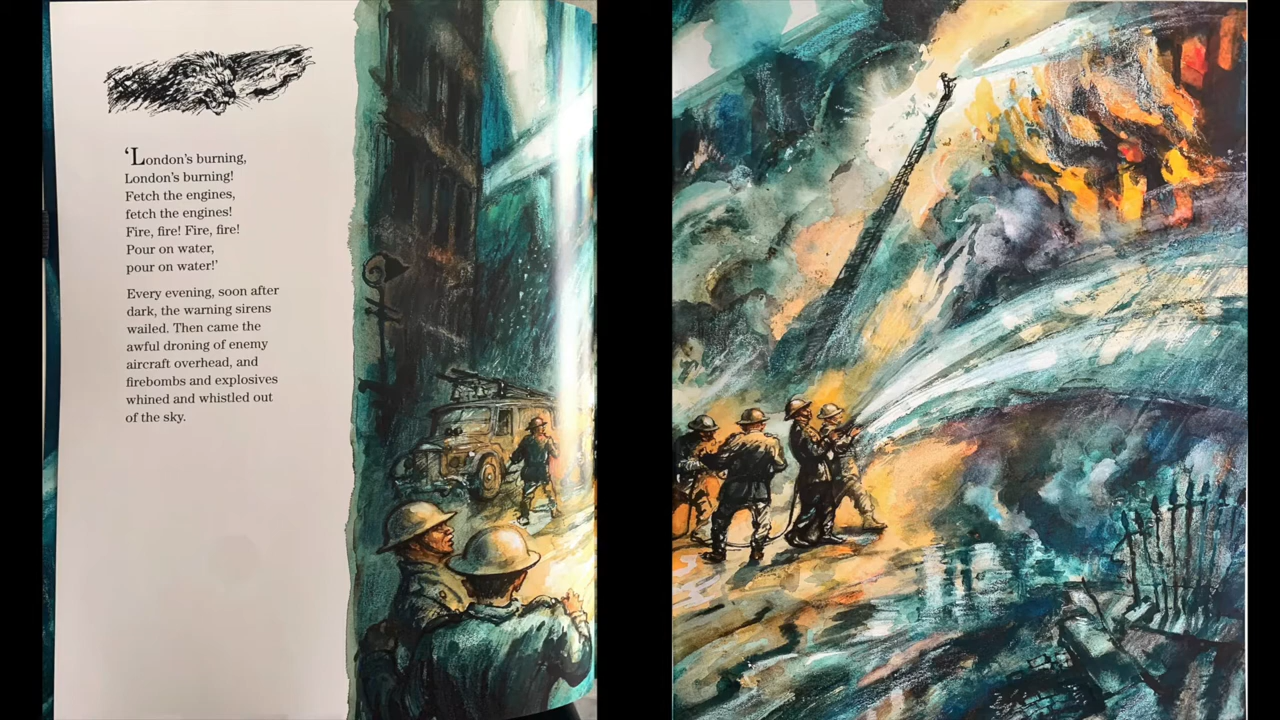 ‘London’s burning,
London’s burning!
Fetch the engines,
fetch the engines!
Fire, fire! Fire, fire!
Pour on water,
pour on water!’
Every evening, soon after
dark, the warning sirens
wailed. Then came the
awful droning of enemy
aircraft overhead, and
firebombs and explosives
whined and whistled out
of the sky.